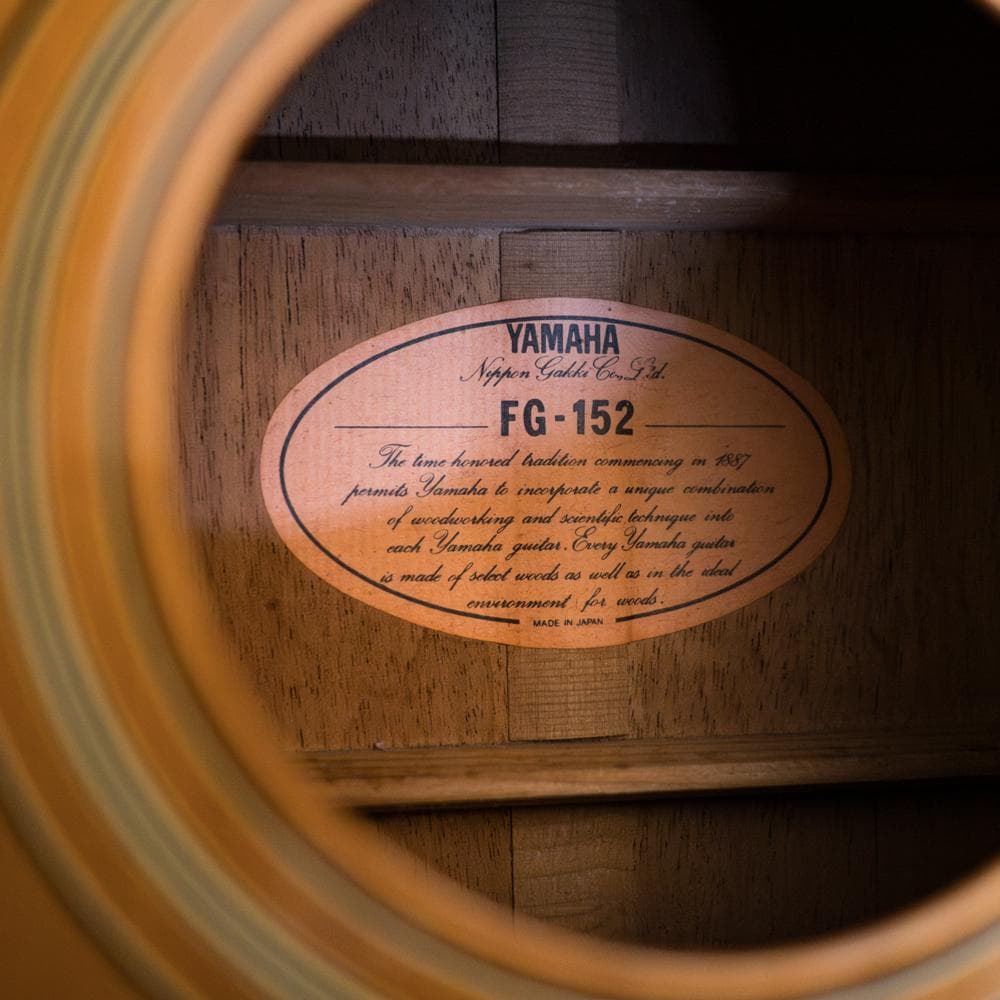 YAMAHA
Nippon Gakki Co., Ltd.
FG-152
The time honored tradition commencing in 1887
permits Yamaha to incorporate a unique combination
of woodworking and scientific technique into
each Yamaha guitar. Every Yamaha guitar
is made of select woods as well as in the ideal
environment for woods.
MADE IN JAPAN